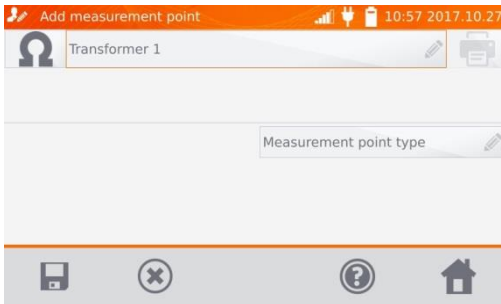 Add measurement point 10:57 2017.10.27
Transformer 1
Measurement point type